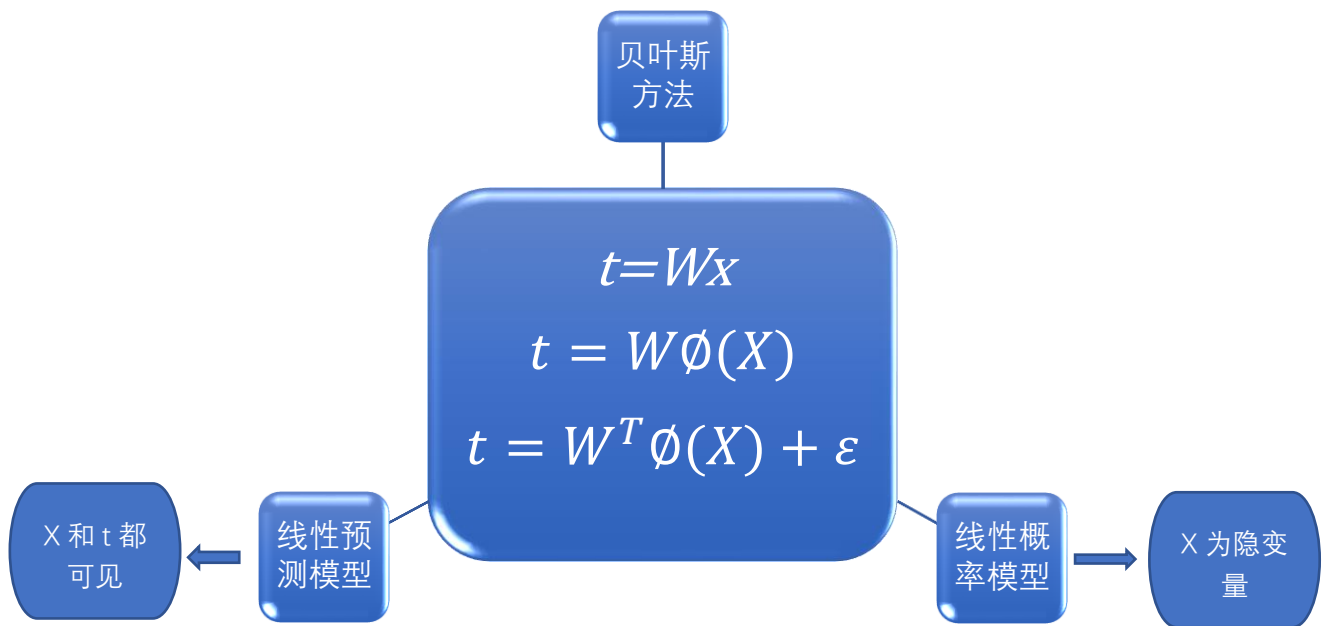 贝叶斯
方法
t=Wx
t = W∅(X)
t = W^T∅(X) + ε
X 和 t 都
可见
线性预
测模型
线性概
率模型
X 为隐变
量